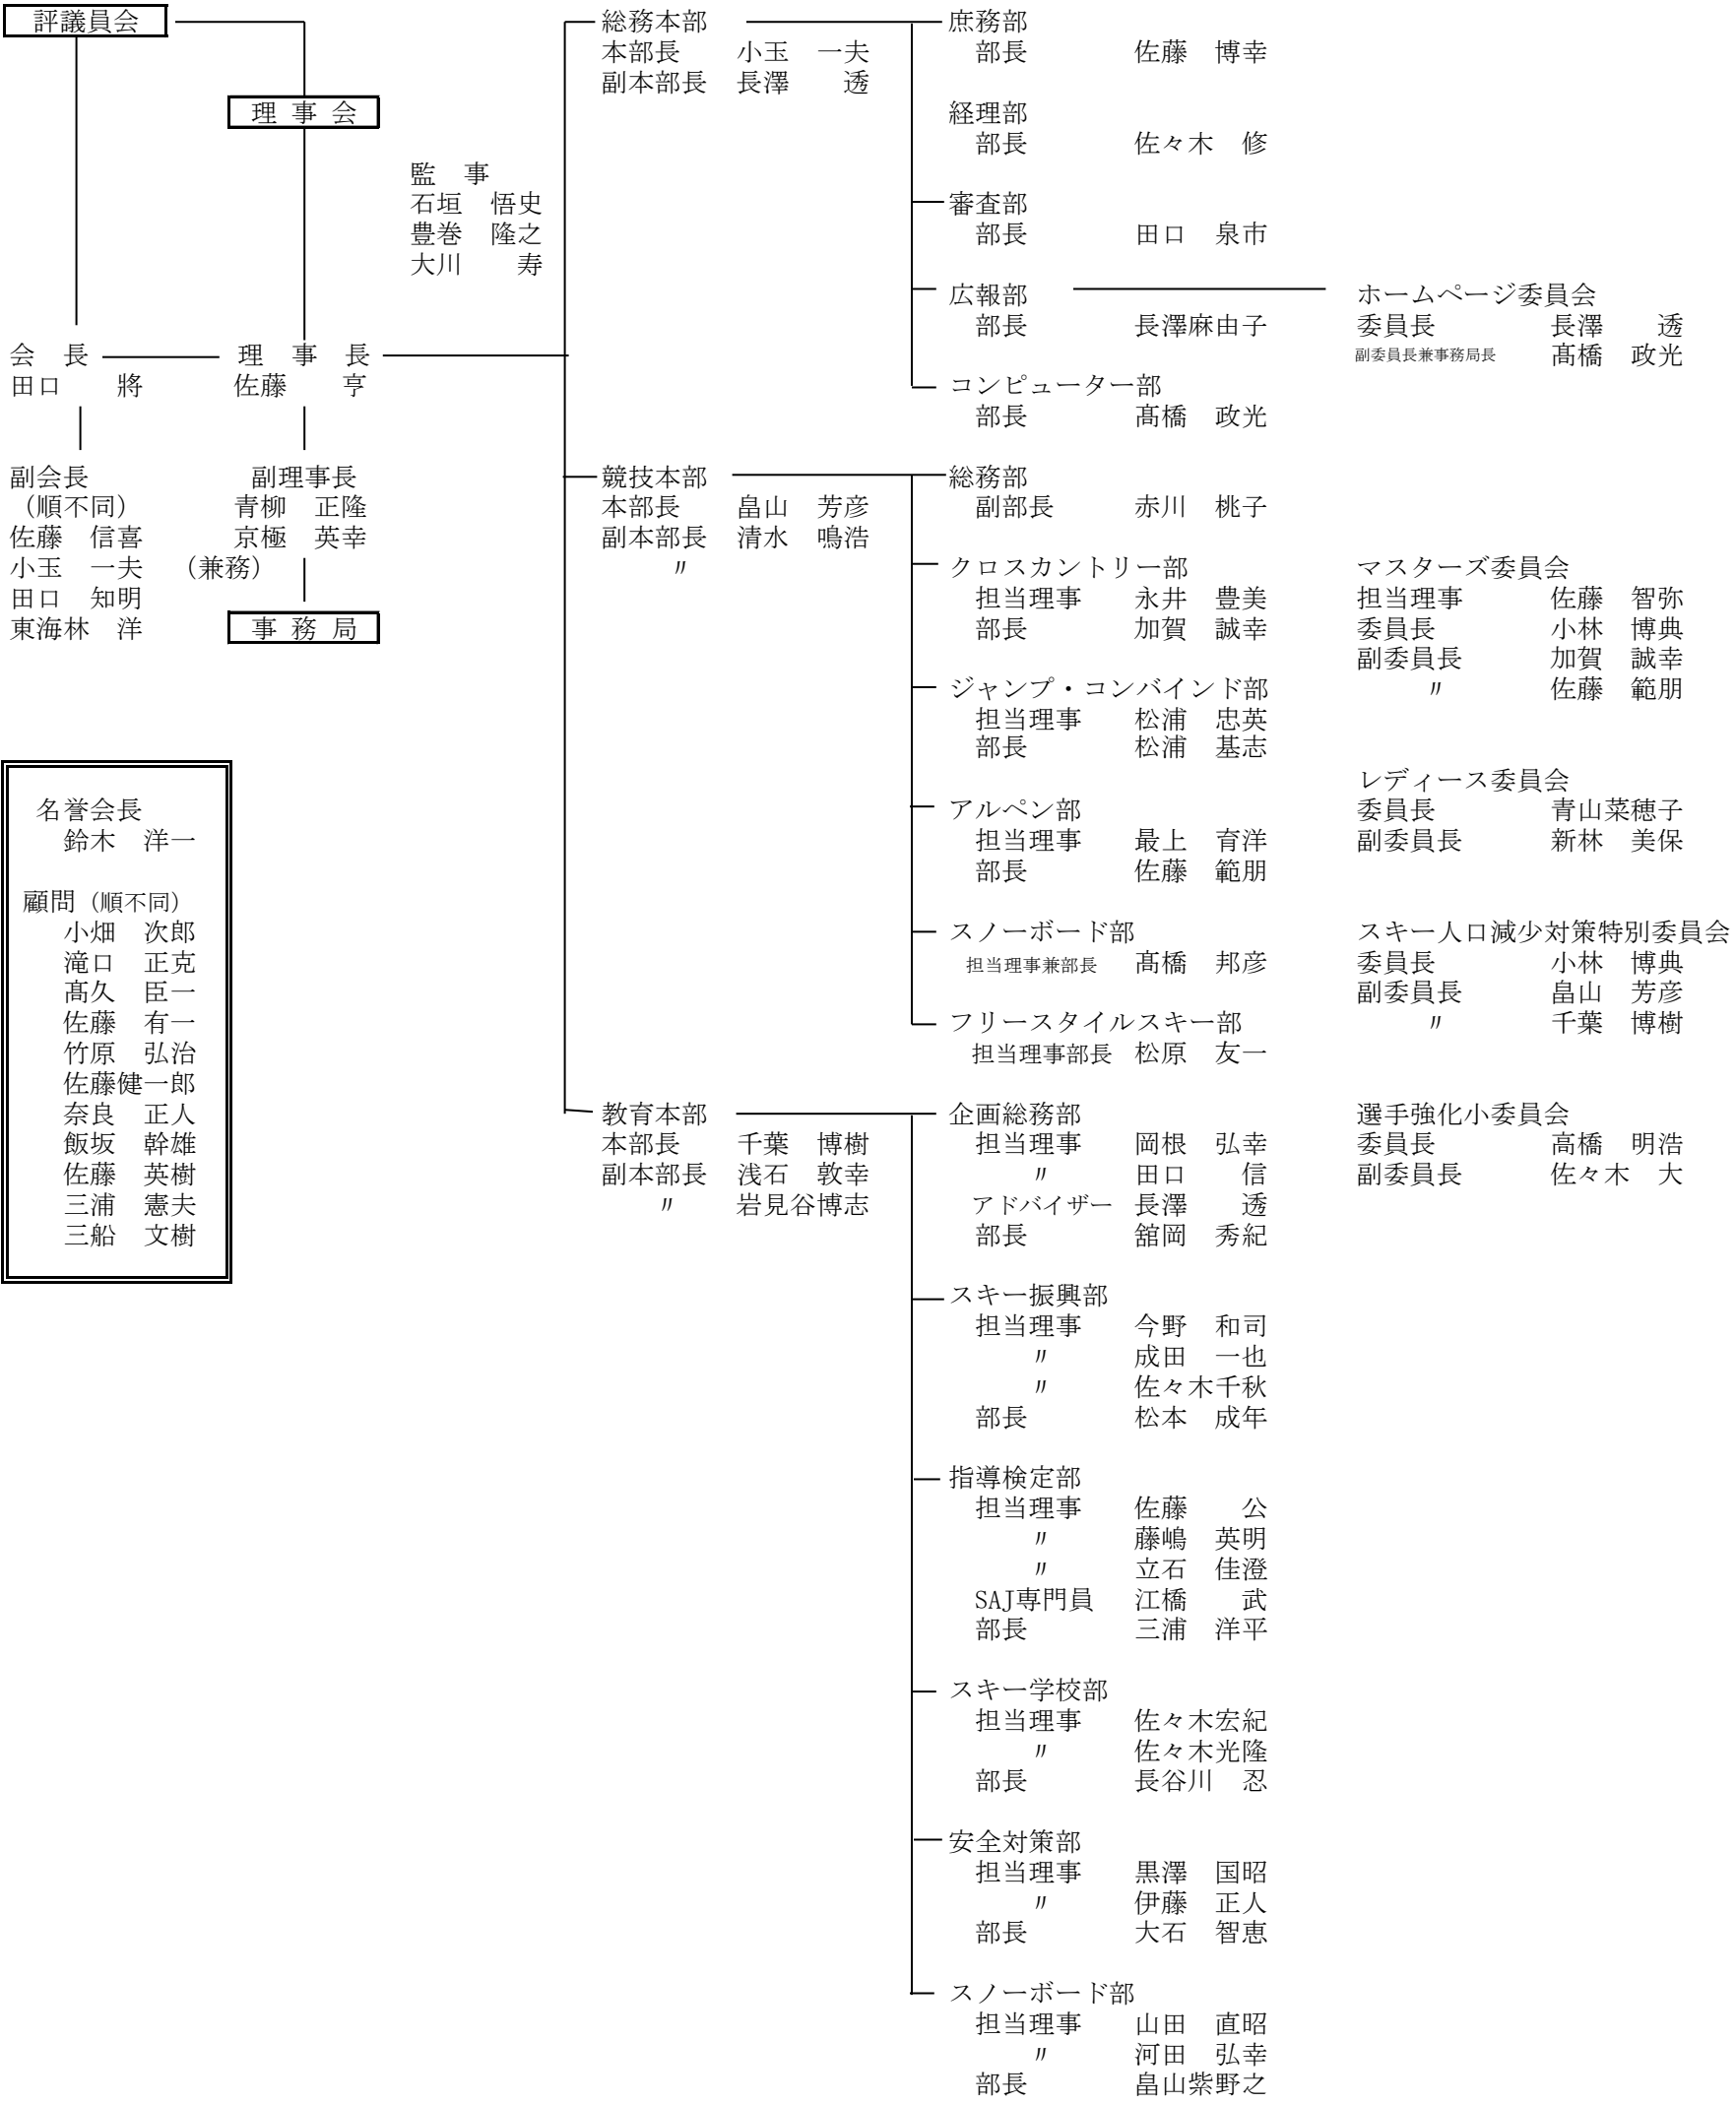 評議員会
理 事 会
監　事
石垣　悟史
豊巻　隆之
大川　　寿
会　長
田口　　將
理　事　長
佐藤　　亨
副会長
（順不同）
佐藤　信喜
小玉　一夫　（兼務）
田口　知明
東海林　洋
副理事長
青柳　正隆
京極　英幸
事 務 局
名誉会長
鈴木　洋一
顧問（順不同）
小畑　次郎
滝口　正克
髙久　臣一
佐藤　有一
竹原　弘治
佐藤健一郎
奈良　正人
飯坂　幹雄
佐藤　英樹
三浦　憲夫
三船　文樹
総務本部
本部長　小玉　一夫
副本部長　長澤　　透
庶務部
部長　佐藤　博幸
経理部
部長　佐々木　修
審査部
部長　田口　泉市
広報部
部長　長澤麻由子
ホームページ委員会
委員長　長澤　　透
副委員長兼事務局長　髙橋　政光
コンピューター部
部長　髙橋　政光
競技本部
本部長　畠山　芳彦
副本部長　清水　鳴浩
〃
総務部
副部長　赤川　桃子
クロスカントリー部
担当理事　永井　豊美
部長　加賀　誠幸
ジャンプ・コンバインド部
担当理事　松浦　忠英
部長　松浦　基志
アルペン部
担当理事　最上　育洋
部長　佐藤　範朋
スノーボード部
担当理事兼部長　髙橋　邦彦
フリースタイルスキー部
担当理事部長　松原　友一
マスターズ委員会
担当理事　佐藤　智弥
委員長　小林　博典
副委員長　加賀　誠幸
〃　佐藤　範朋
レディース委員会
委員長　青山菜穂子
副委員長　新林　美保
スキー人口減少対策特別委員会
委員長　小林　博典
副委員長　畠山　芳彦
〃　千葉　博樹
教育本部
本部長　千葉　博樹
副本部長　浅石　敦幸
〃　岩見谷博志
企画総務部
担当理事　岡根　弘幸
〃　田口　　信
アドバイザー　長澤　　透
部長　舘岡　秀紀
選手強化小委員会
委員長　高橋　明浩
副委員長　佐々木　大
スキー振興部
担当理事　今野　和司
〃　成田　一也
〃　佐々木千秋
部長　松本　成年
指導検定部
担当理事　佐藤　　公
〃　藤嶋　英明
〃　立石　佳澄
SAJ専門員　江橋　　武
部長　三浦　洋平
スキー学校部
担当理事　佐々木宏紀
〃　佐々木光隆
部長　長谷川　忍
安全対策部
担当理事　黒澤　国昭
〃　伊藤　正人
部長　大石　智恵
スノーボード部
担当理事　山田　直昭
〃　河田　弘幸
部長　畠山紫野之